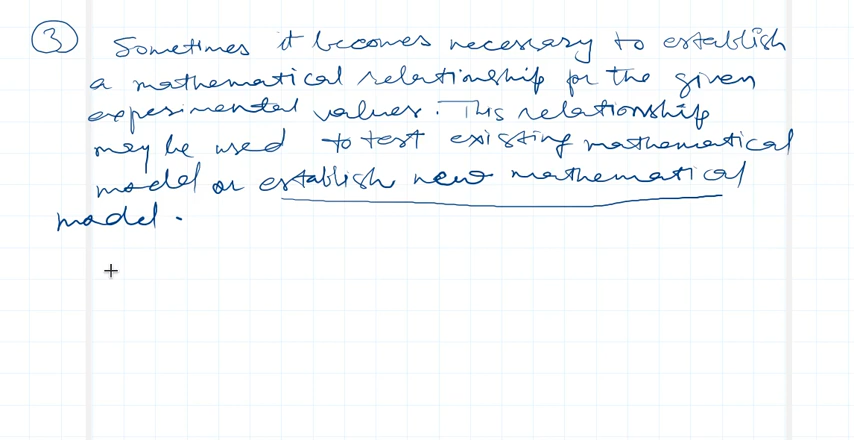 3 Sometimes it becomes necessary to establish
a mathematical relationship for the given
experimental values. This relationship
may be used to test existing mathematical
model or establish new mathematical
model.